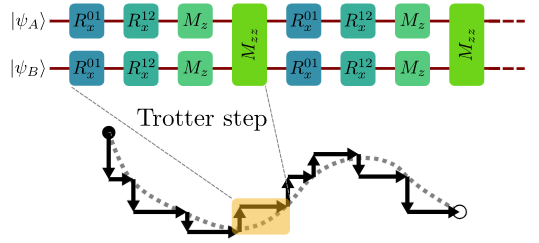 |ψ_A⟩ R_x^{01} R_x^{12} M_z M_{zz} R_x^{01} R_x^{12} M_z M_{zz}
|ψ_B⟩ R_x^{01} R_x^{12} M_z R_x^{01} R_x^{12} M_z
Trotter step